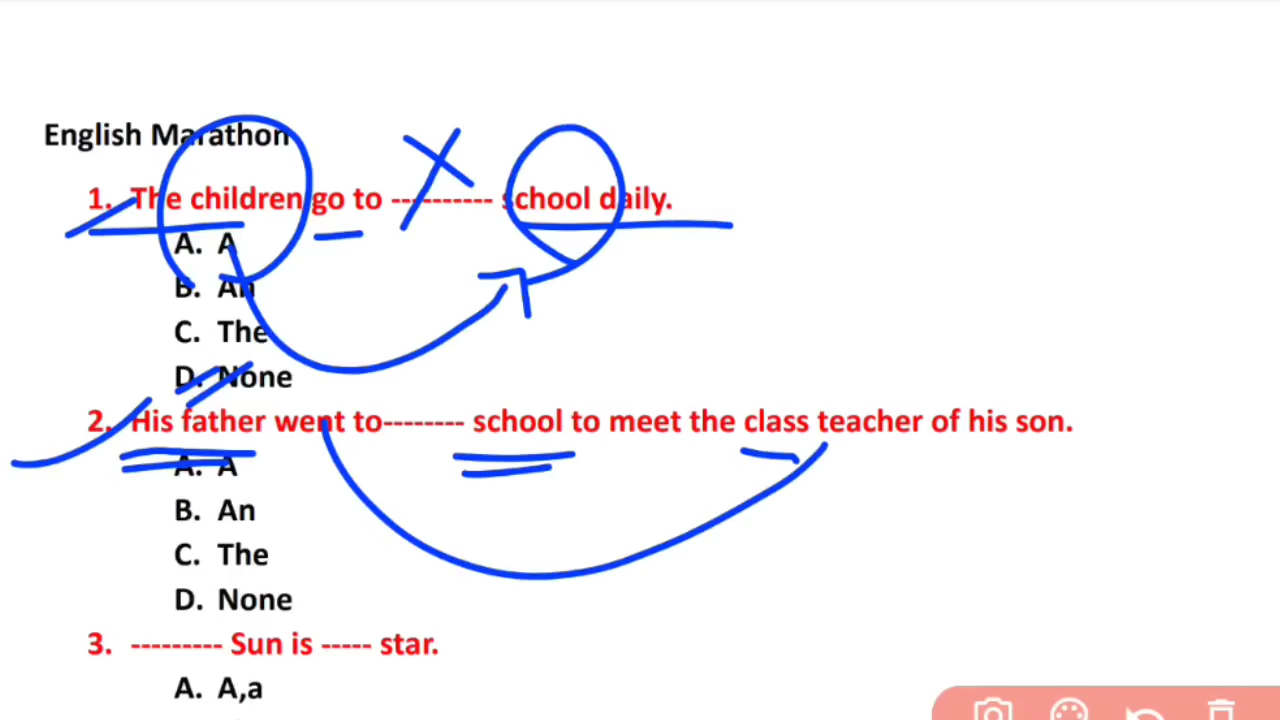 English Marathon
1. The children go to ---------- school daily.
A. A
B. An
C. The
D. None
2. His father went to-------- school to meet the class teacher of his son.
A. A
B. An
C. The
D. None
3. --------- Sun is ----- star.
A. A,a